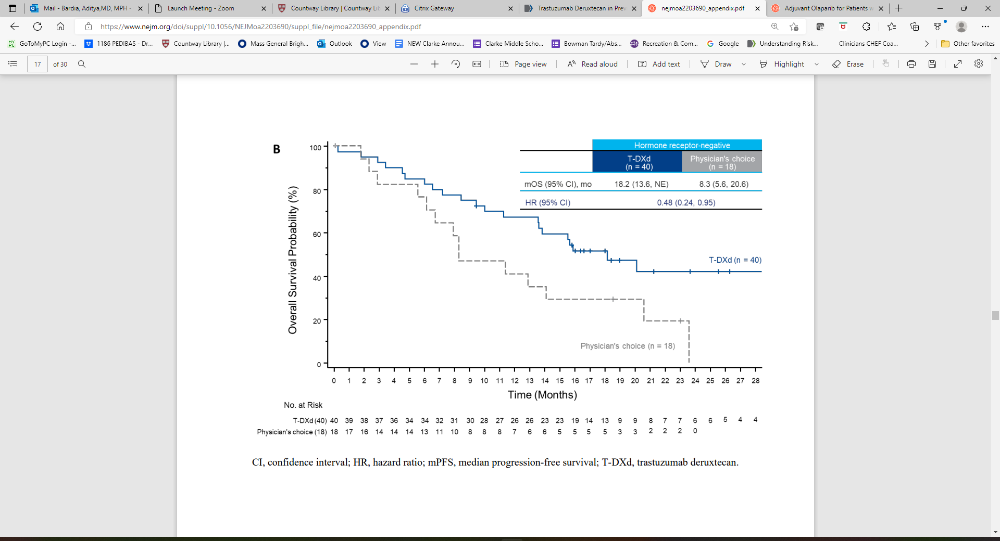 Mail - Bardia, Aditya,MD, MPH -
Launch Meeting - Zoom
Countway Library | Countway Lib
Citrix Gateway
Trastuzumab Deruxtecan in Prev
nejmoa2203690_appendix.pdf
Adjuvant Olaparib for Patients w
https://www.nejm.org/doi/suppl/10.1056/NEJMoa2203690/suppl_file/nejmoa2203690_appendix.pdf
MY PC GoToMyPC Login -...
1186 PEDIBAS - Dr...
Countway Library |...
Mass General Brigh...
Outlook
View
NEW Clarke Annou...
Clarke Middle Scho...
Bowman Tardy/Abs...
Recreation & Com...
Google
Understanding Risk...
Clinicians CHEF Coa...
Other favorites
17 of 30
Page view
Read aloud
Add text
Draw
Highlight
Erase
B
Hormone receptor-negative
T-DXd (n = 40)
Physician's choice (n = 18)
mOS (95% CI), mo 18.2 (13.6, NE) 8.3 (5.6, 20.6)
HR (95% CI) 0.48 (0.24, 0.95)
Overall Survival Probability (%)
100
80
60
40
20
0
T-DXd (n = 40)
Physician's choice (n = 18)
0 1 2 3 4 5 6 7 8 9 10 11 12 13 14 15 16 17 18 19 20 21 22 23 24 25 26 27 28
Time (Months)
No. at Risk
T-DXd (40) 40 39 38 37 36 34 34 32 31 30 28 27 26 26 23 23 19 14 13 9 9 8 7 7 6 6 5 4 4
Physician's choice (18) 18 17 16 14 14 14 13 11 10 8 8 8 7 6 6 5 5 5 5 3 3 2 2 2 0
CI, confidence interval; HR, hazard ratio; mPFS, median progression-free survival; T-DXd, trastuzumab deruxtecan.